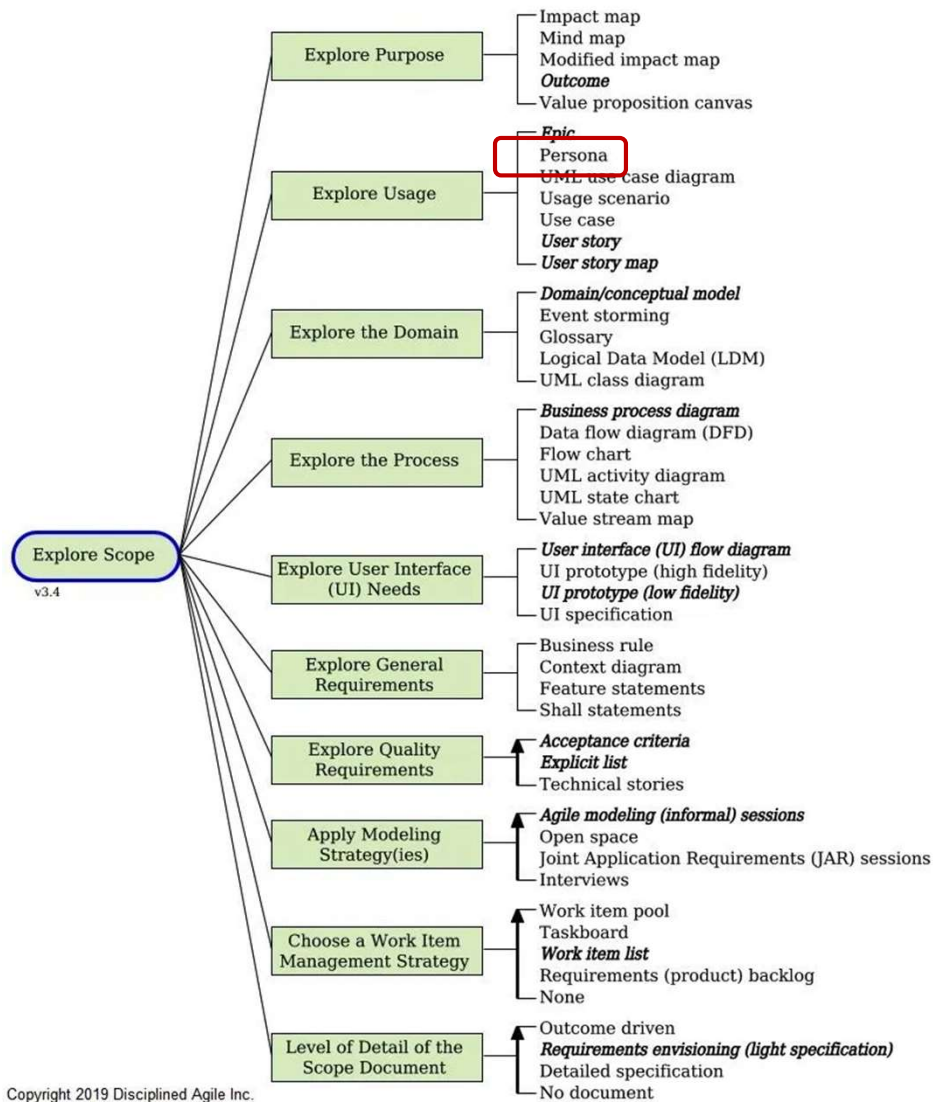 Explore Purpose
Impact map
Mind map
Modified impact map
Outcome
Value proposition canvas
Explore Usage
Epic
Persona
UML use case diagram
Usage scenario
Use case
User story
User story map
Explore the Domain
Domain/conceptual model
Event storming
Glossary
Logical Data Model (LDM)
UML class diagram
Explore the Process
Business process diagram
Data flow diagram (DFD)
Flow chart
UML activity diagram
UML state chart
Value stream map
Explore Scope
v3.4
Explore User Interface
(UI) Needs
User interface (UI) flow diagram
UI prototype (high fidelity)
UI prototype (low fidelity)
UI specification
Explore General
Requirements
Business rule
Context diagram
Feature statements
Shall statements
Explore Quality
Requirements
Acceptance criteria
Explicit list
Technical stories
Apply Modeling
Strategy(ies)
Agile modeling (informal) sessions
Open space
Joint Application Requirements (JAR) sessions
Interviews
Choose a Work Item
Management Strategy
Work item pool
Taskboard
Work item list
Requirements (product) backlog
None
Level of Detail of the
Scope Document
Outcome driven
Requirements envisioning (light specification)
Detailed specification
No document
Copyright 2019 Disciplined Agile Inc.